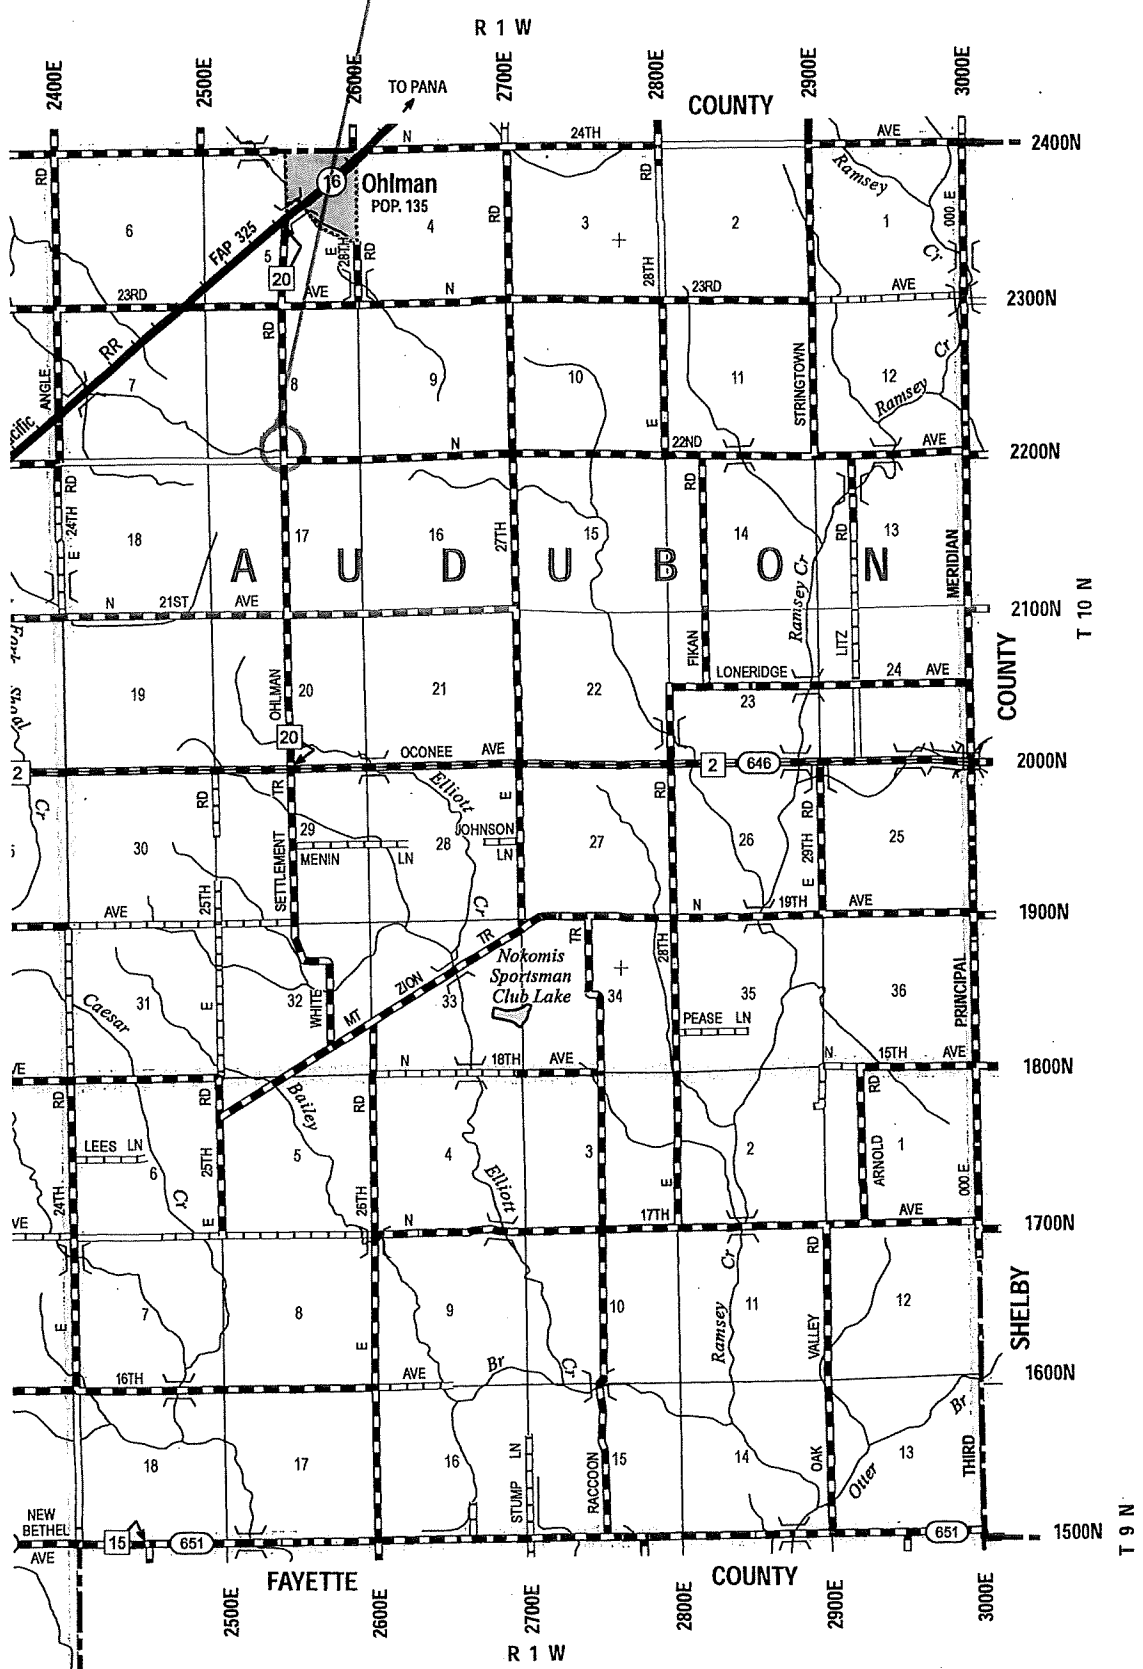 R 1 W
2400E
2500E
2600E
2700E
2800E
2900E
3000E
TO PANA
COUNTY
N
24TH
AVE
2400N
RD
16
Ohlman
POP. 135
RD
RD
Ramsey
000 E
6
FAP 325
5
E
28TH
RD
4
3
2
1
Cr
20
28TH
23RD
AVE
N
23RD
AVE
2300N
RD
RR
ANGLE
7
8
9
10
11
STRINGTOWN
12
Cr
Ramsey
cific
E
N
22ND
AVE
2200N
RD
24TH
E
RD
RD
18
17
16
27TH
15
14
13
MERIDIAN
A U D U B O N
Ramsey Cr
N
21ST
AVE
2100N
T 10 N
Fort
FIKAN
LITZ
COUNTY
LONERIDGE
24
AVE
19
OHLMAN
20
21
22
23
20
2
OCONEE
AVE
2
646
2000N
Cr
RD
TR
Elliott
E
RD
RD
29
JOHNSON
LN
30
SETTLEMENT
MENIN
LN
28
27
26
29TH
25
25TH
E
AVE
Cr
N
19TH
AVE
1900N
TR
TR
28TH
Nokomis
Sportsman
Club Lake
Caesar
31
E
32
WHITE
MT
ZION
33
34
35
36
PRINCIPAL
PEASE LN
VE
N
18TH
AVE
N
15TH
AVE
1800N
RD
RD
Bailey
RD
RD
LEES LN
6
25TH
5
4
3
2
ARNOLD
1
24TH
Cr
E
26TH
Elliott
E
000 E
VE
N
17TH
AVE
1700N
RD
Cr
7
8
9
10
11
12
SHELBY
E
E
Ramsey
VALLEY
16TH
AVE
Br
Cr
1600N
Br
18
17
16
STUMP LN
RACCOON
15
14
OAK
Otter
13
THIRD
NEW
BETHEL
AVE
15
651
651
1500N
T 9 N
FAYETTE
COUNTY
2500E
2600E
2700E
2800E
2900E
3000E
R 1 W